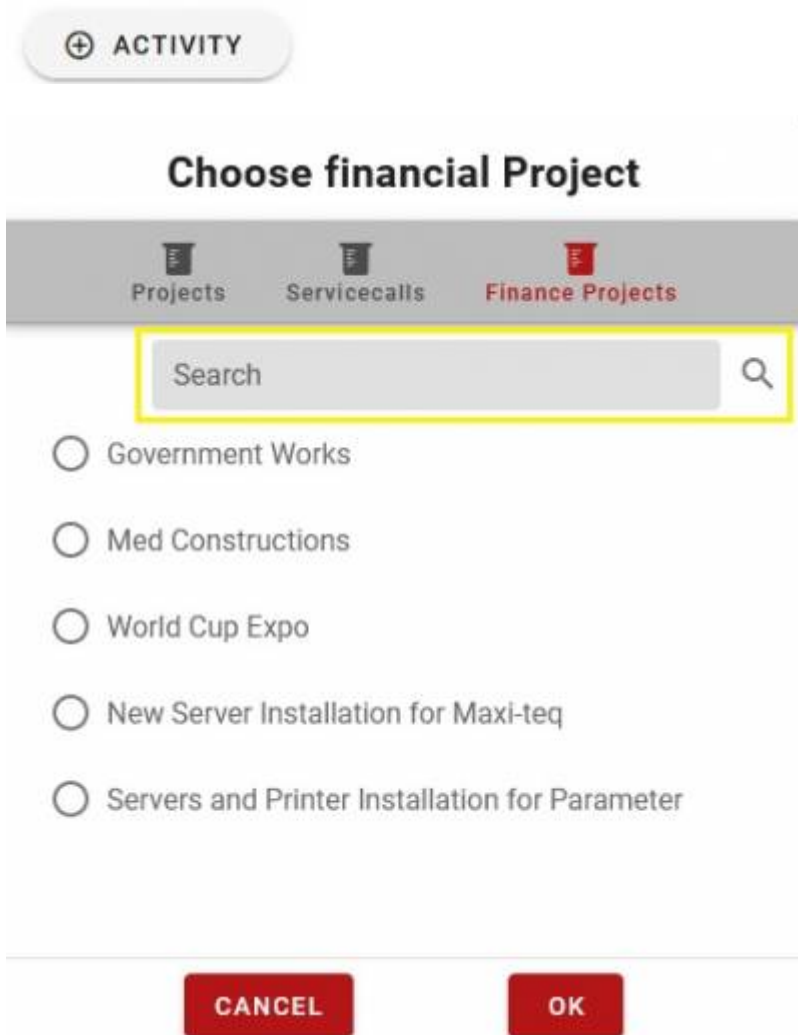 ACTIVITY
Choose financial Project
Projects Servicecalls Finance Projects
Search
Government Works
Med Constructions
World Cup Expo
New Server Installation for Maxi-teq
Servers and Printer Installation for Parameter
CANCEL OK